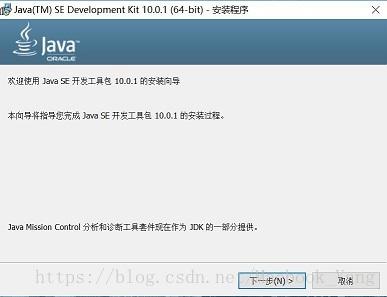 Java(TM) SE Development Kit 10.0.1 (64-bit) - 安装程序
Java
ORACLE
欢迎使用 Java SE 开发工具包 10.0.1 的安装向导
本向导将指导您完成 Java SE 开发工具包 10.0.1 的安装过程。
Java Mission Control 分析和诊断工具套件现在作为 JDK 的一部分提供。
下一步(N) >
取消
https://blog.csdn.net/